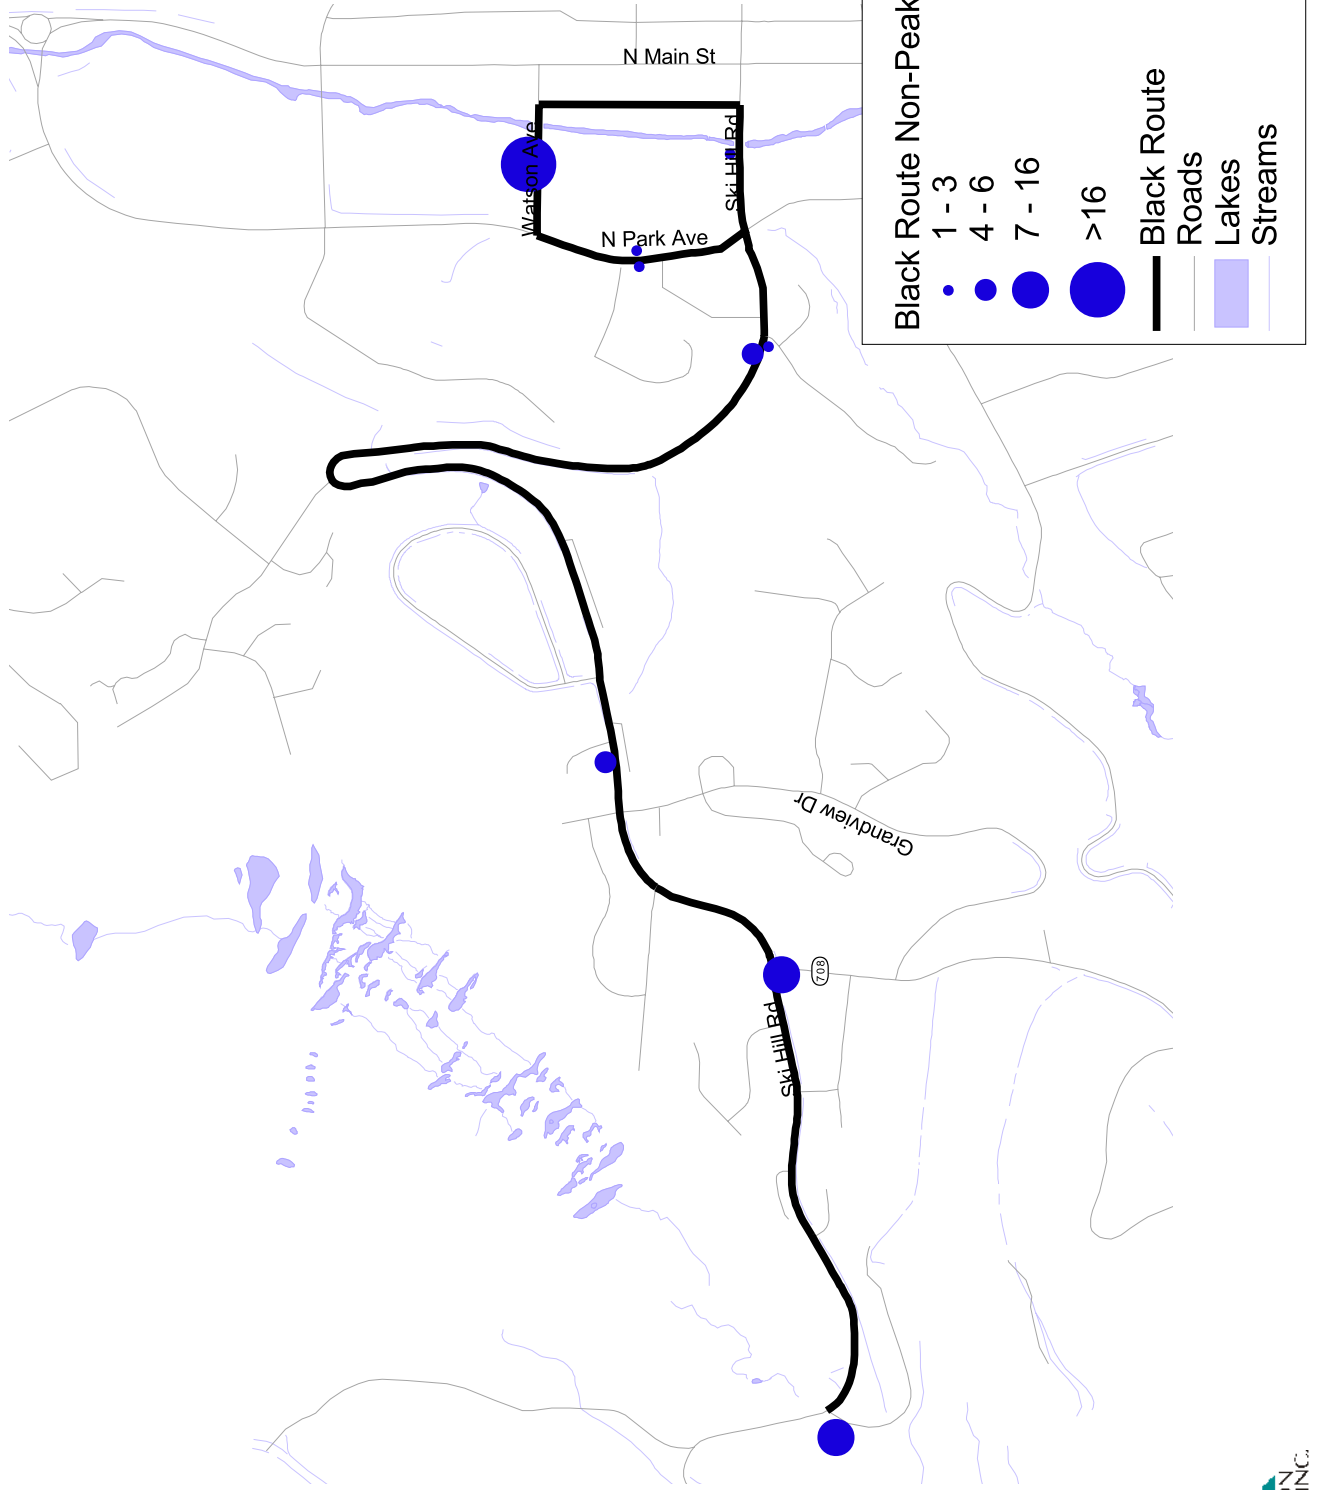 N Main St
Watson Ave
Ski Hill Rd
N Park Ave
Grandview Dr
708
Ski Hill Rd
Black Route Non-Peak
1 - 3
4 - 6
7 - 16
>16
Black Route
Roads
Lakes
Streams
INC.